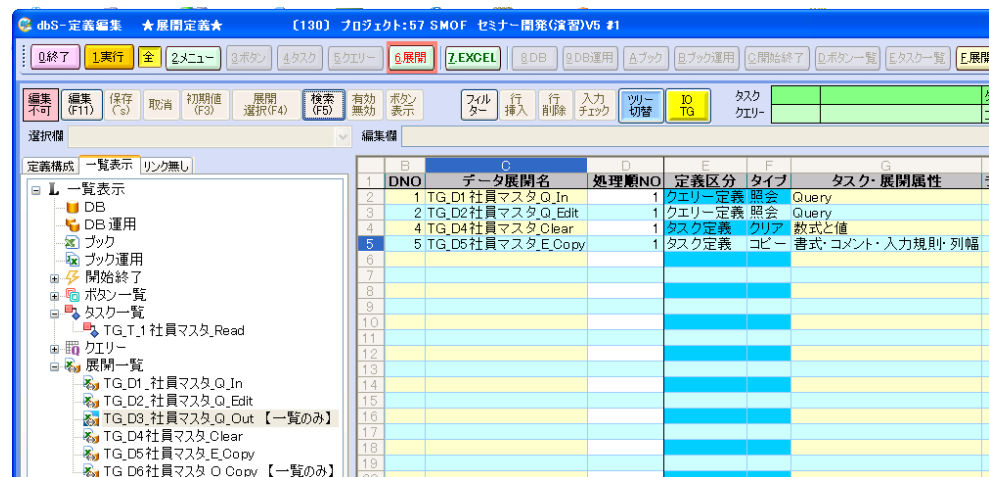 dbS-定義編集　★展開定義★　　　〔130〕 プロジェクト:57 SMOF セミナー開発(演習)V5 #1
0.終了 1.実行 全 2.メニュー 3.ボタン 4.タスク 5.クエリー 6.展開 7.EXCEL 8.DB 9.DB運用 A.ブック B.ブック運用 C.開始終了 D.ボタン一覧 E.タスク一覧 F.展開
編集不可 編集(F11) 保存(^s) 取消 初期値(F3) 展開選択(F4) 検索(F5) 有効無効 ボタン表示 フィルター 行挿入 行削除 入力チェック ツリー切替 IO TG タスク クエリー
選択欄 編集欄
定義構成 一覧表示 リンク無し
B C D E F G
1 DNO データ展開名 処理順NO 定義区分 タイプ タスク・展開属性
2 1 TG_D1社員マスタ_Q_In 1 クエリー定義 照会 Query
3 2 TG_D2社員マスタ_Q_Edit 1 クエリー定義 照会 Query
4 4 TG_D4社員マスタ_Clear 1 タスク定義 クリア 数式と値
5 5 TG_D5社員マスタ_E_Copy 1 タスク定義 コピー 書式・コメント・入力規則・列幅
6
7
8
9
10
11
12
13
14
15
16
17
18
19
L 一覧表示
DB
DB運用
ブック
ブック運用
開始終了
ボタン一覧
タスク一覧
TG_T_1社員マスタ_Read
クエリー
展開一覧
TG_D1_社員マスタ_Q_In
TG_D2_社員マスタ_Q_Edit
TG_D3_社員マスタ_Q_Out 【一覧のみ】
TG_D4社員マスタ_Clear
TG_D5社員マスタ_E_Copy
TG_D6社員マスタ_O_Copy 【一覧のみ】